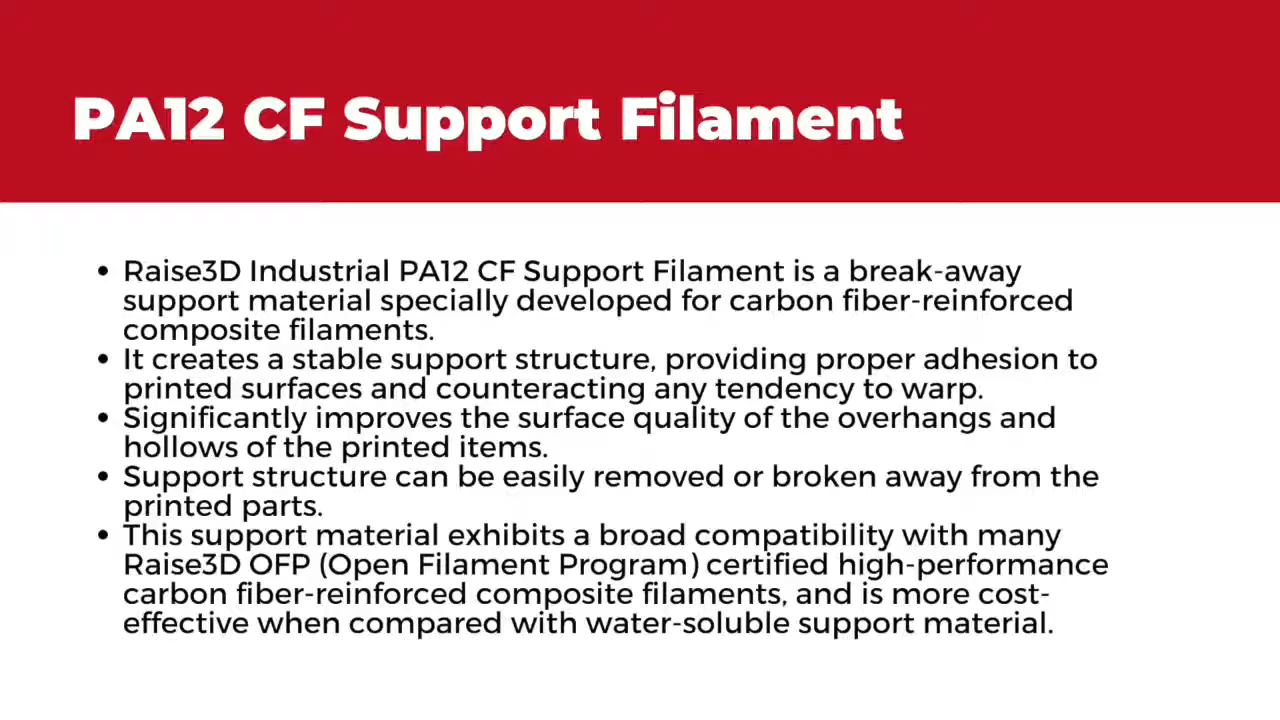 PA12 CF Support Filament
• Raise3D Industrial PA12 CF Support Filament is a break-away
support material specially developed for carbon fiber-reinforced
composite filaments.
• It creates a stable support structure, providing proper adhesion to
printed surfaces and counteracting any tendency to warp.
• Significantly improves the surface quality of the overhangs and
hollows of the printed items.
• Support structure can be easily removed or broken away from the
printed parts.
• This support material exhibits a broad compatibility with many
Raise3D OFP (Open Filament Program) certified high-performance
carbon fiber-reinforced composite filaments, and is more cost-
effective when compared with water-soluble support material.